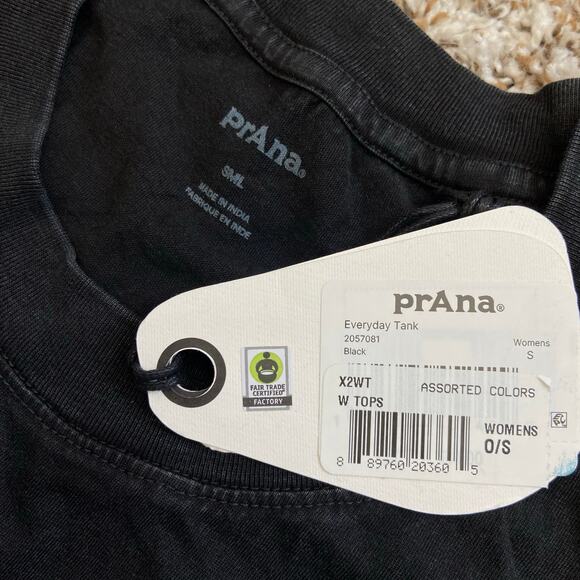 prAna®
SML
MADE IN INDIA
FABRIQUE EN INDE
prAna®
Everyday Tank
2057081
Black
Womens
S
FAIR TRADE
CERTIFIED
FACTORY
X2WT
ASSORTED COLORS
W TOPS
WOMENS
O/S
8 89760 20360 5